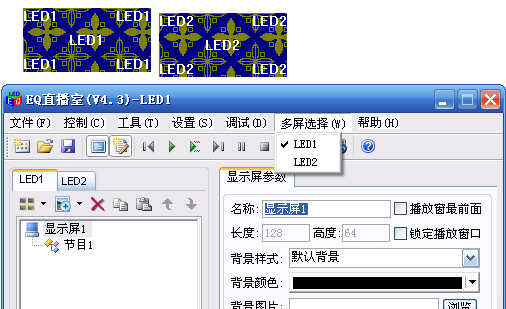 LED1 LED1
LED1
LED1 LED1
LED2 LED2
LED2
LED2 LED2
EQ直播室(V4.3)-LED1
文件(F) 控制(C) 工具(T) 设置(S) 调试(D) 多屏选择(W) 帮助(H)
✓ LED1
LED2
LED1 LED2
显示屏1
节目1
显示屏参数
名称: 显示屏1 播放窗最前面
长度: 128 高度: 64 锁定播放窗口
背景样式: 默认背景
背景颜色:
背景图片: 浏览